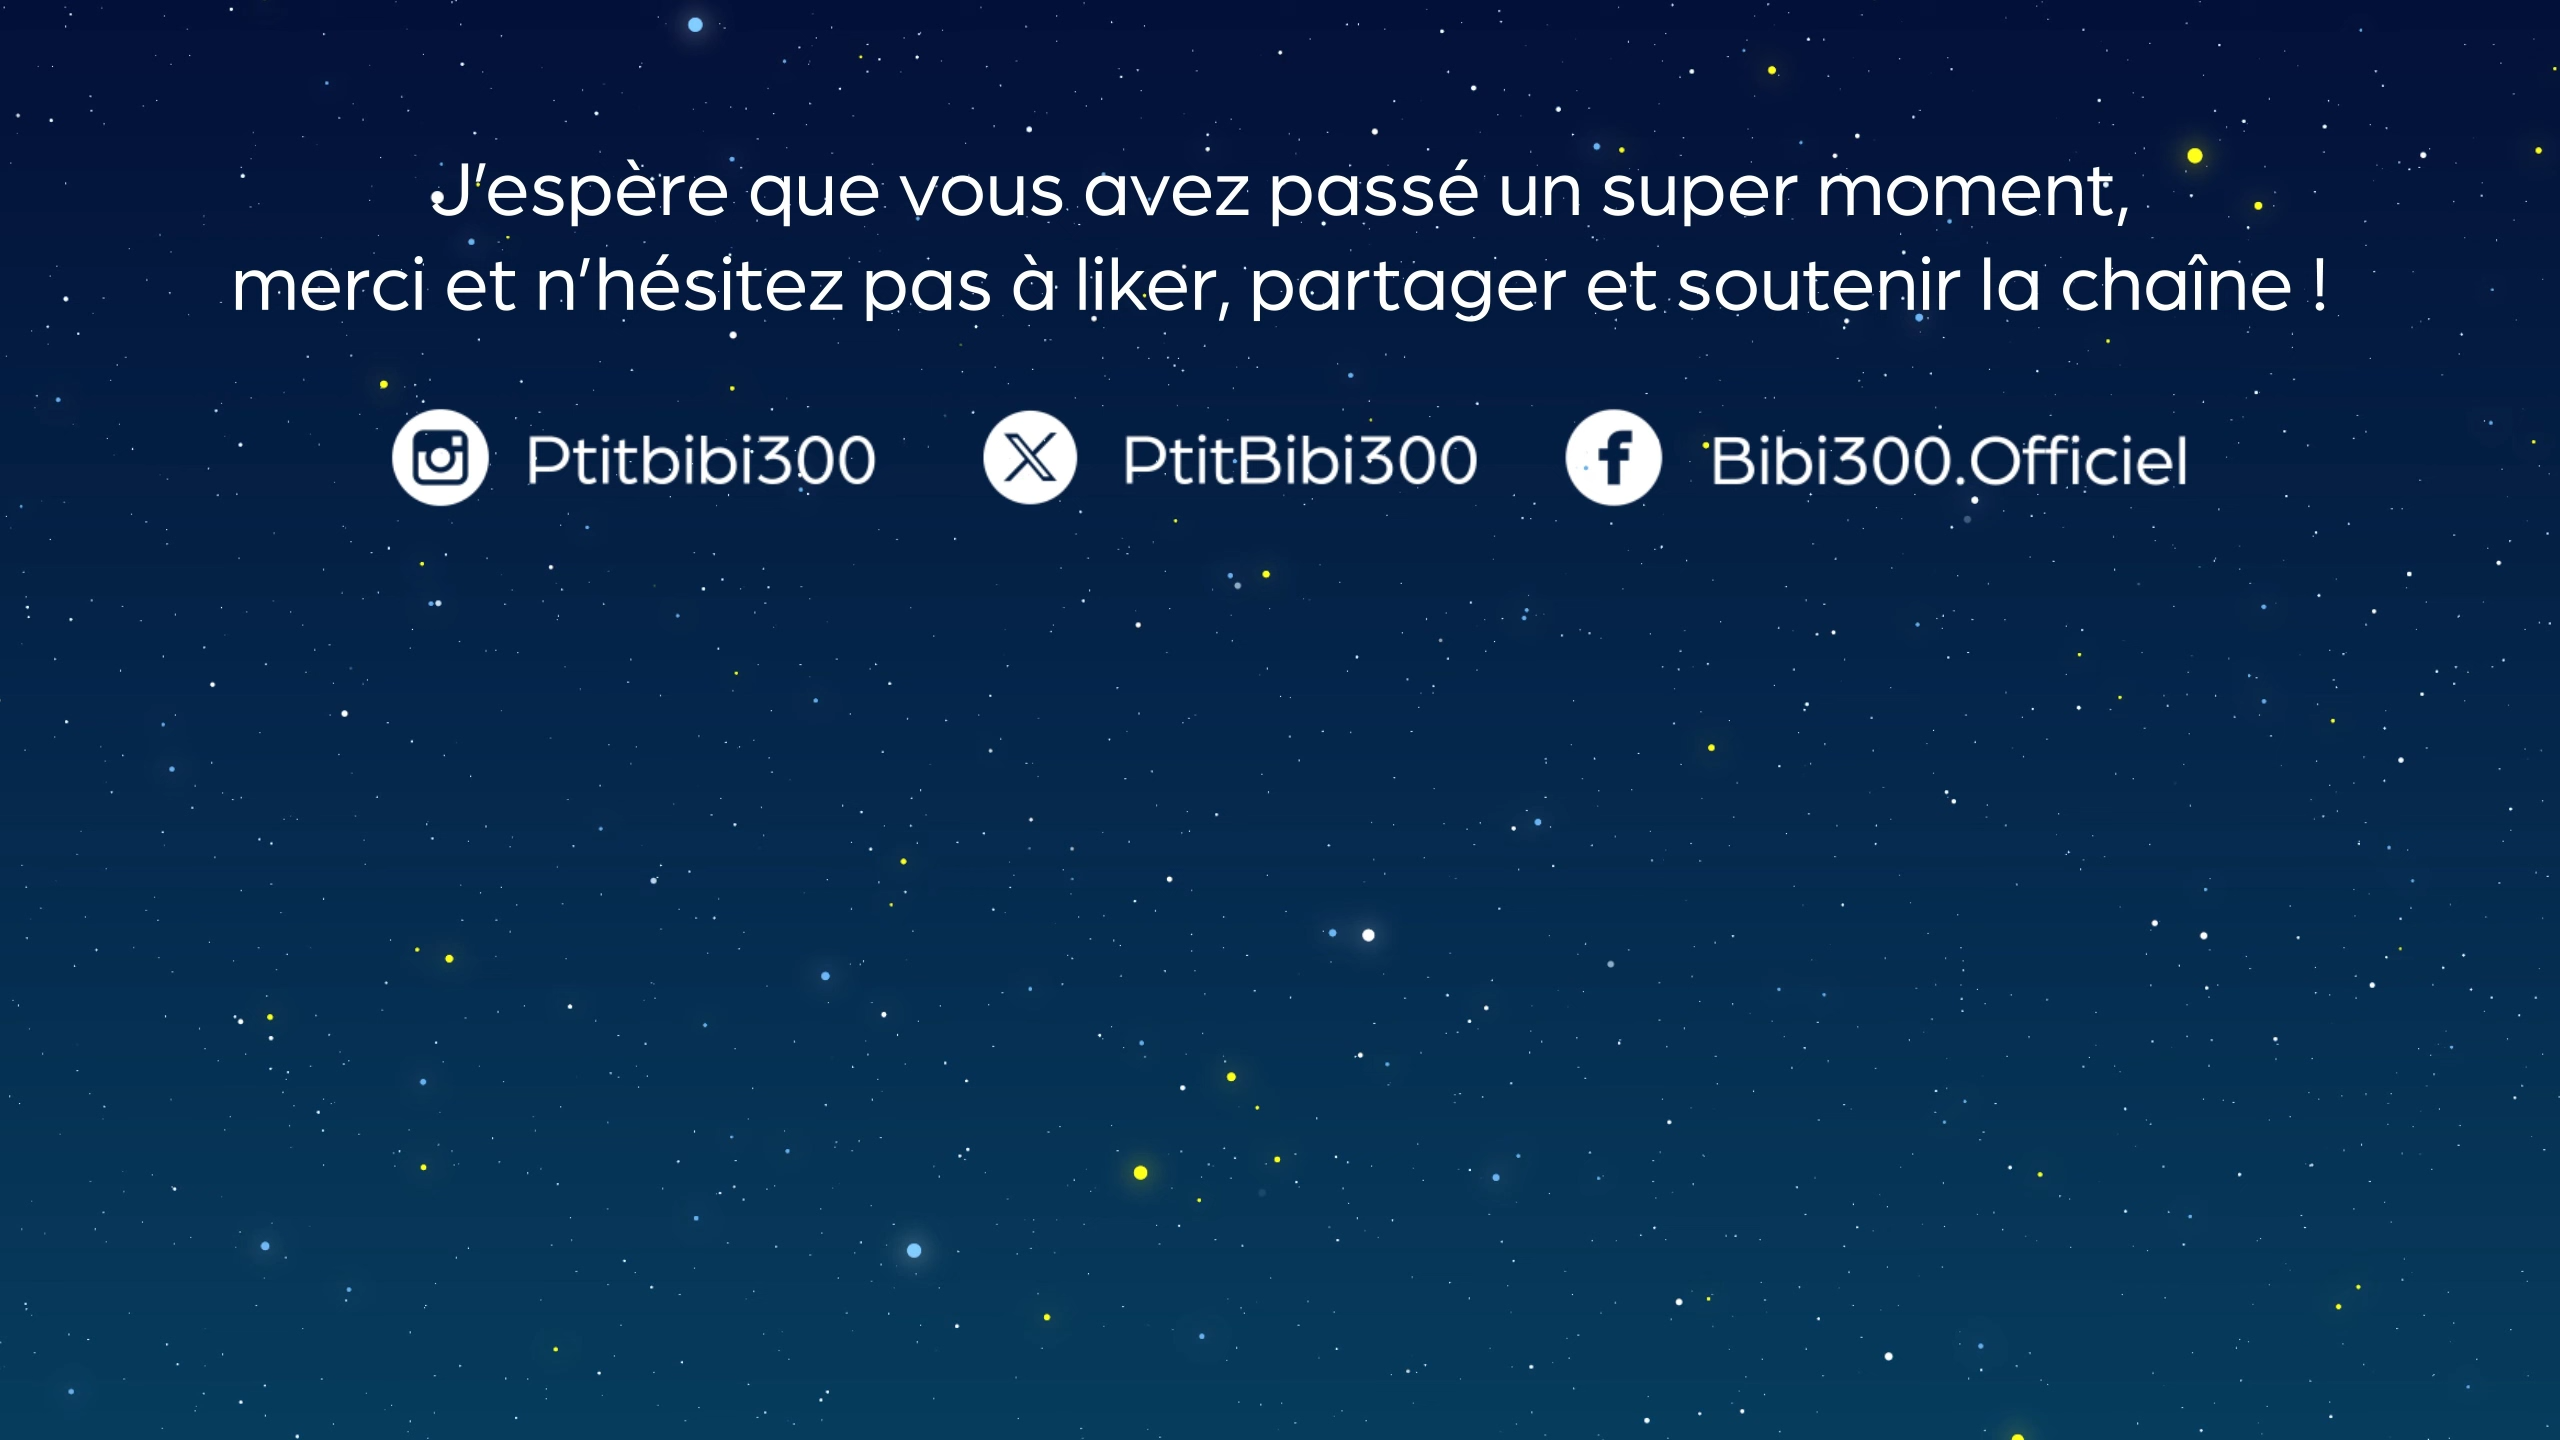 J'espère que vous avez passé un super moment,
merci et n'hésitez pas à liker, partager et soutenir la chaîne !
Ptitbibi300 PtitBibi300 Bibi300.Officiel